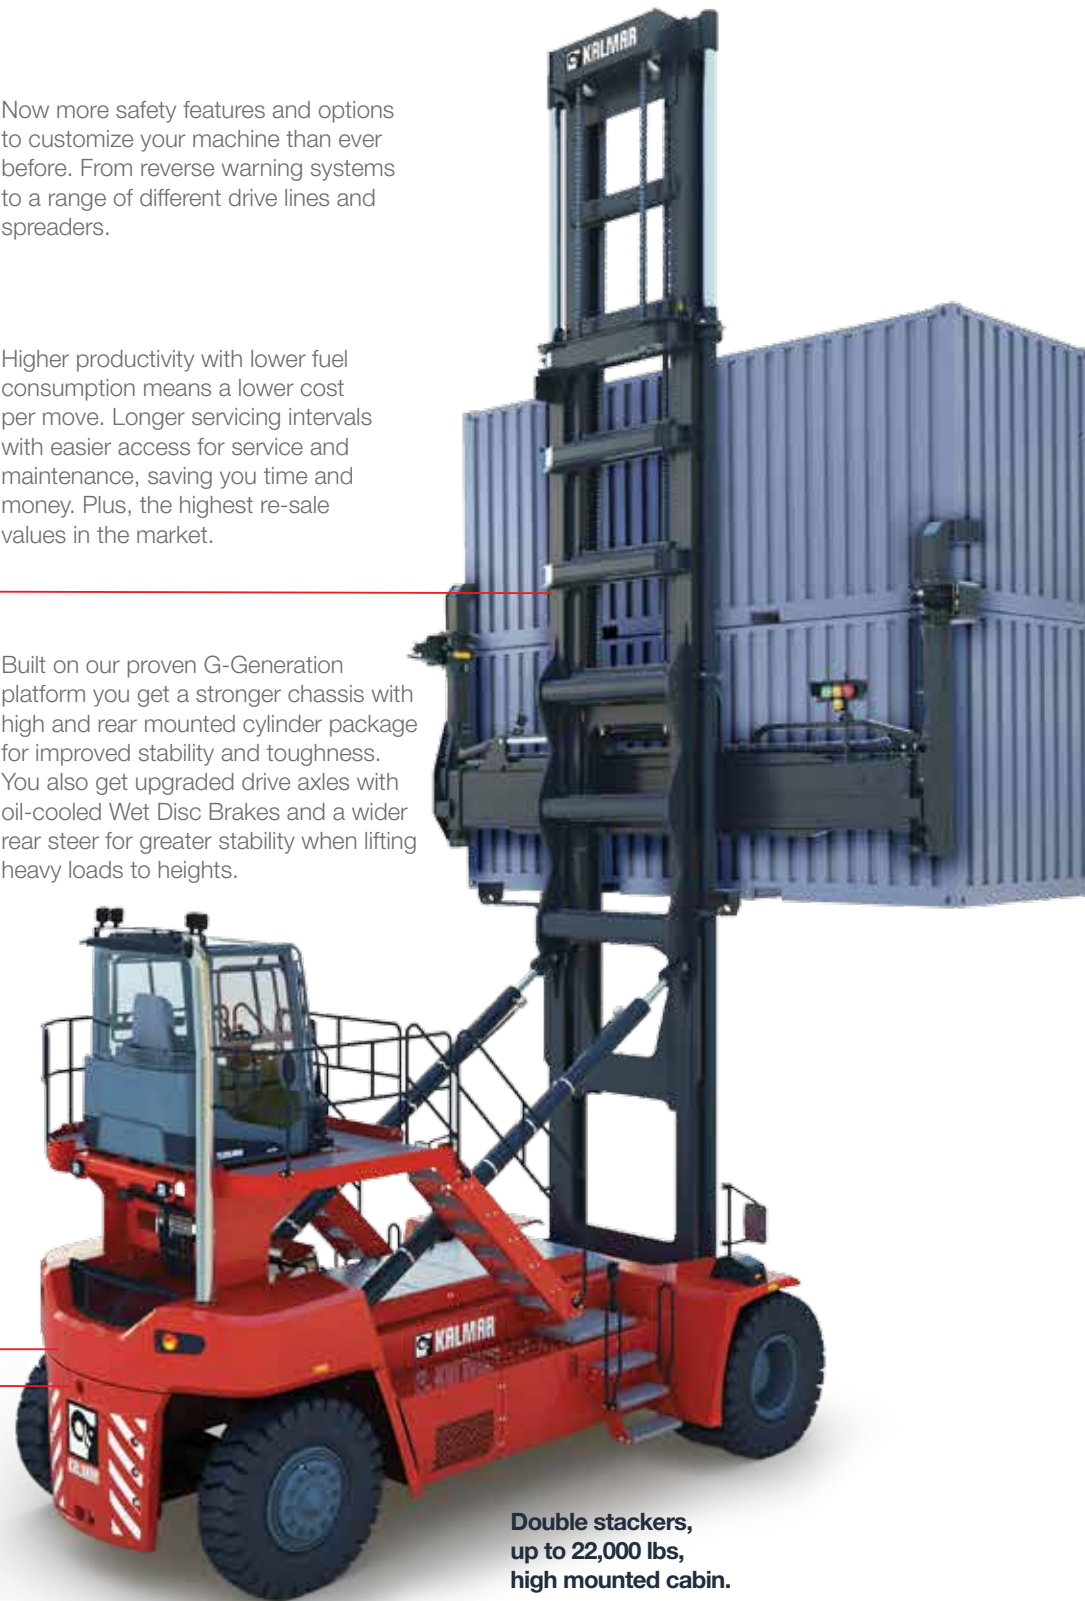 KALMAR
Now more safety features and options
to customize your machine than ever
before. From reverse warning systems
to a range of different drive lines and
spreaders.
Higher productivity with lower fuel
consumption means a lower cost
per move. Longer servicing intervals
with easier access for service and
maintenance, saving you time and
money. Plus, the highest re-sale
values in the market.
Built on our proven G-Generation
platform you get a stronger chassis with
high and rear mounted cylinder package
for improved stability and toughness.
You also get upgraded drive axles with
oil-cooled Wet Disc Brakes and a wider
rear steer for greater stability when lifting
heavy loads to heights.
KALMAR
KALMAR
Double stackers,
up to 22,000 lbs,
high mounted cabin.